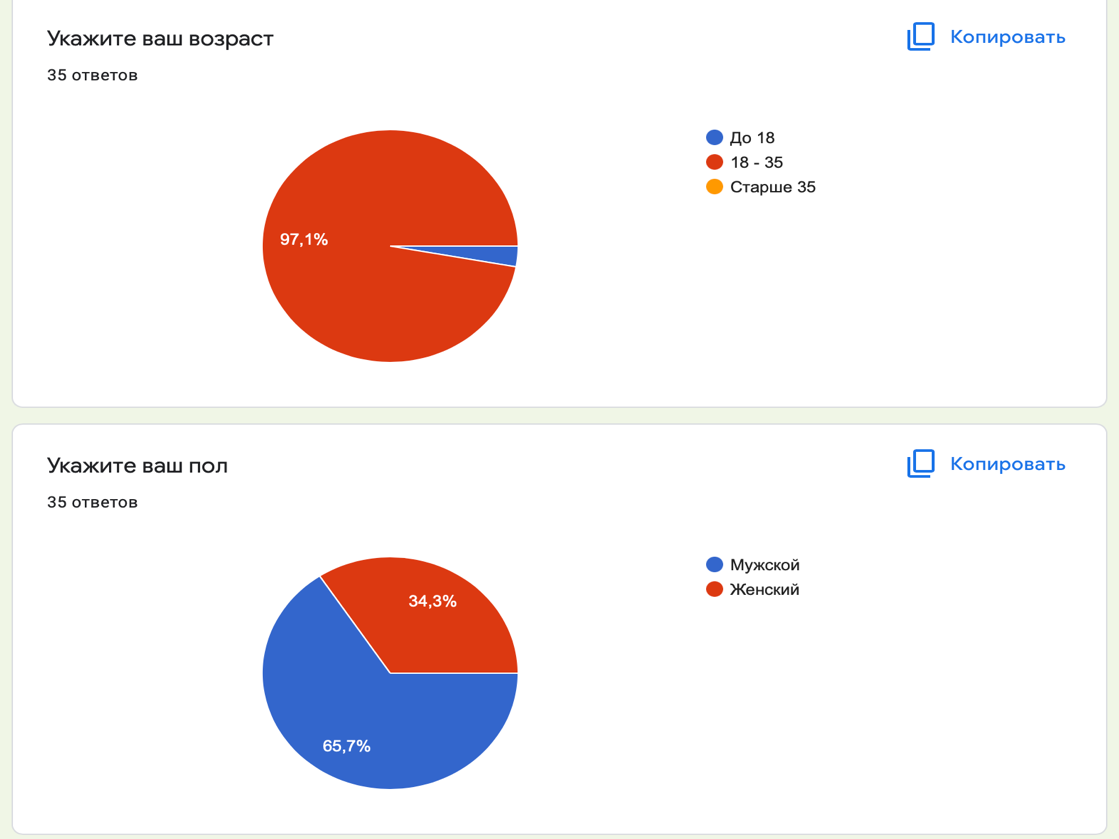 Укажите ваш возраст
Копировать
35 ответов
До 18
18 - 35
Старше 35
97,1%
Укажите ваш пол
Копировать
35 ответов
Мужской
Женский
34,3%
65,7%